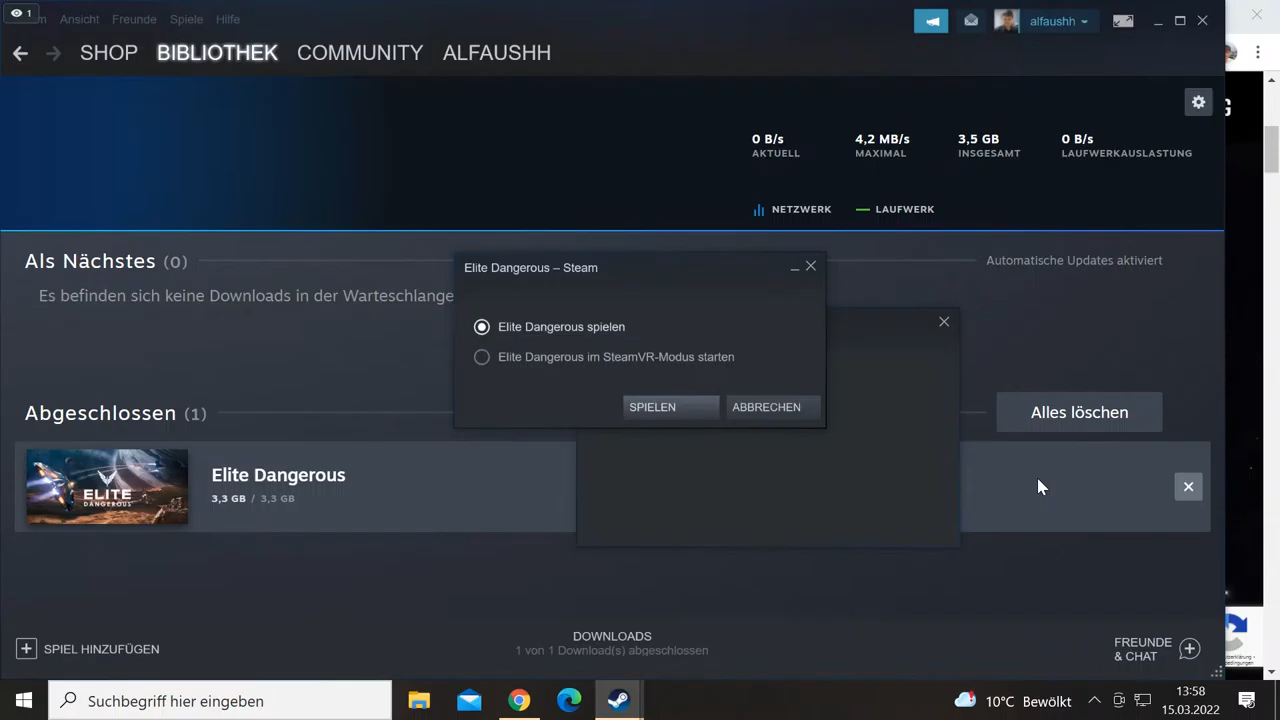 1
Ansicht Freunde Spiele Hilfe
alfaushh
SHOP BIBLIOTHEK COMMUNITY ALFAUSHH
0 B/s 4,2 MB/s 3,5 GB 0 B/s
AKTUELL MAXIMAL INSGESAMT LAUFWERKAUSLASTUNG
NETZWERK LAUFWERK
Als Nächstes (0)
Automatische Updates aktiviert
Es befinden sich keine Downloads in der Warteschlange
Elite Dangerous – Steam
Elite Dangerous spielen
Elite Dangerous im SteamVR-Modus starten
SPIELEN ABBRECHEN
Abgeschlossen (1)
Alles löschen
ELITE
DANGEROUS
Elite Dangerous
3,3 GB / 3,3 GB
SPIEL HINZUFÜGEN
DOWNLOADS
1 von 1 Download(s) abgeschlossen
FREUNDE
& CHAT
Suchbegriff hier eingeben
10°C Bewölkt
13:58
15.03.2022